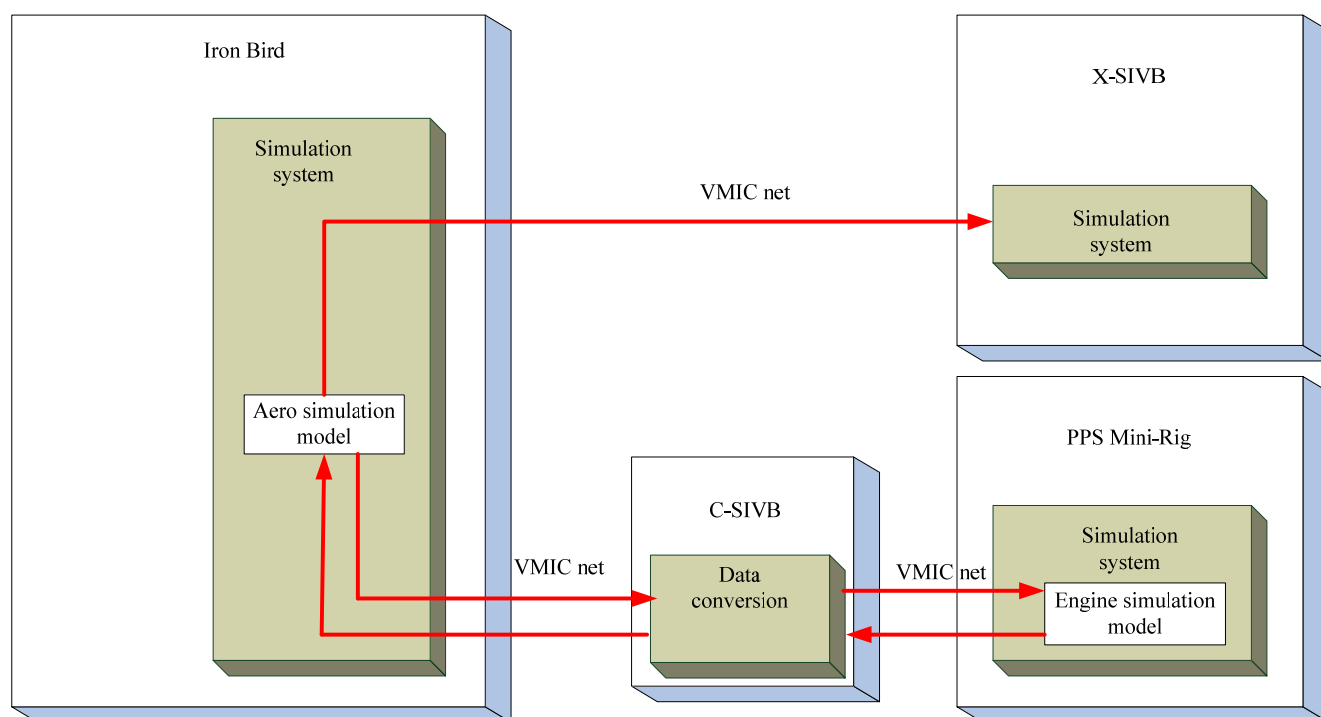 Iron Bird
Simulation
system
Aero simulation
model
VMIC net
X-SIVB
Simulation
system
VMIC net
C-SIVB
Data
conversion
VMIC net
PPS Mini-Rig
Simulation
system
Engine simulation
model